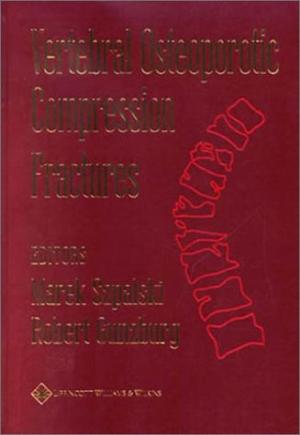 Vertebral Osteoporotic
Compression
Fractures
EDITORS
Marek Szpalski
Robert Gunzburg
LIPPINCOTT WILLIAMS & WILKINS